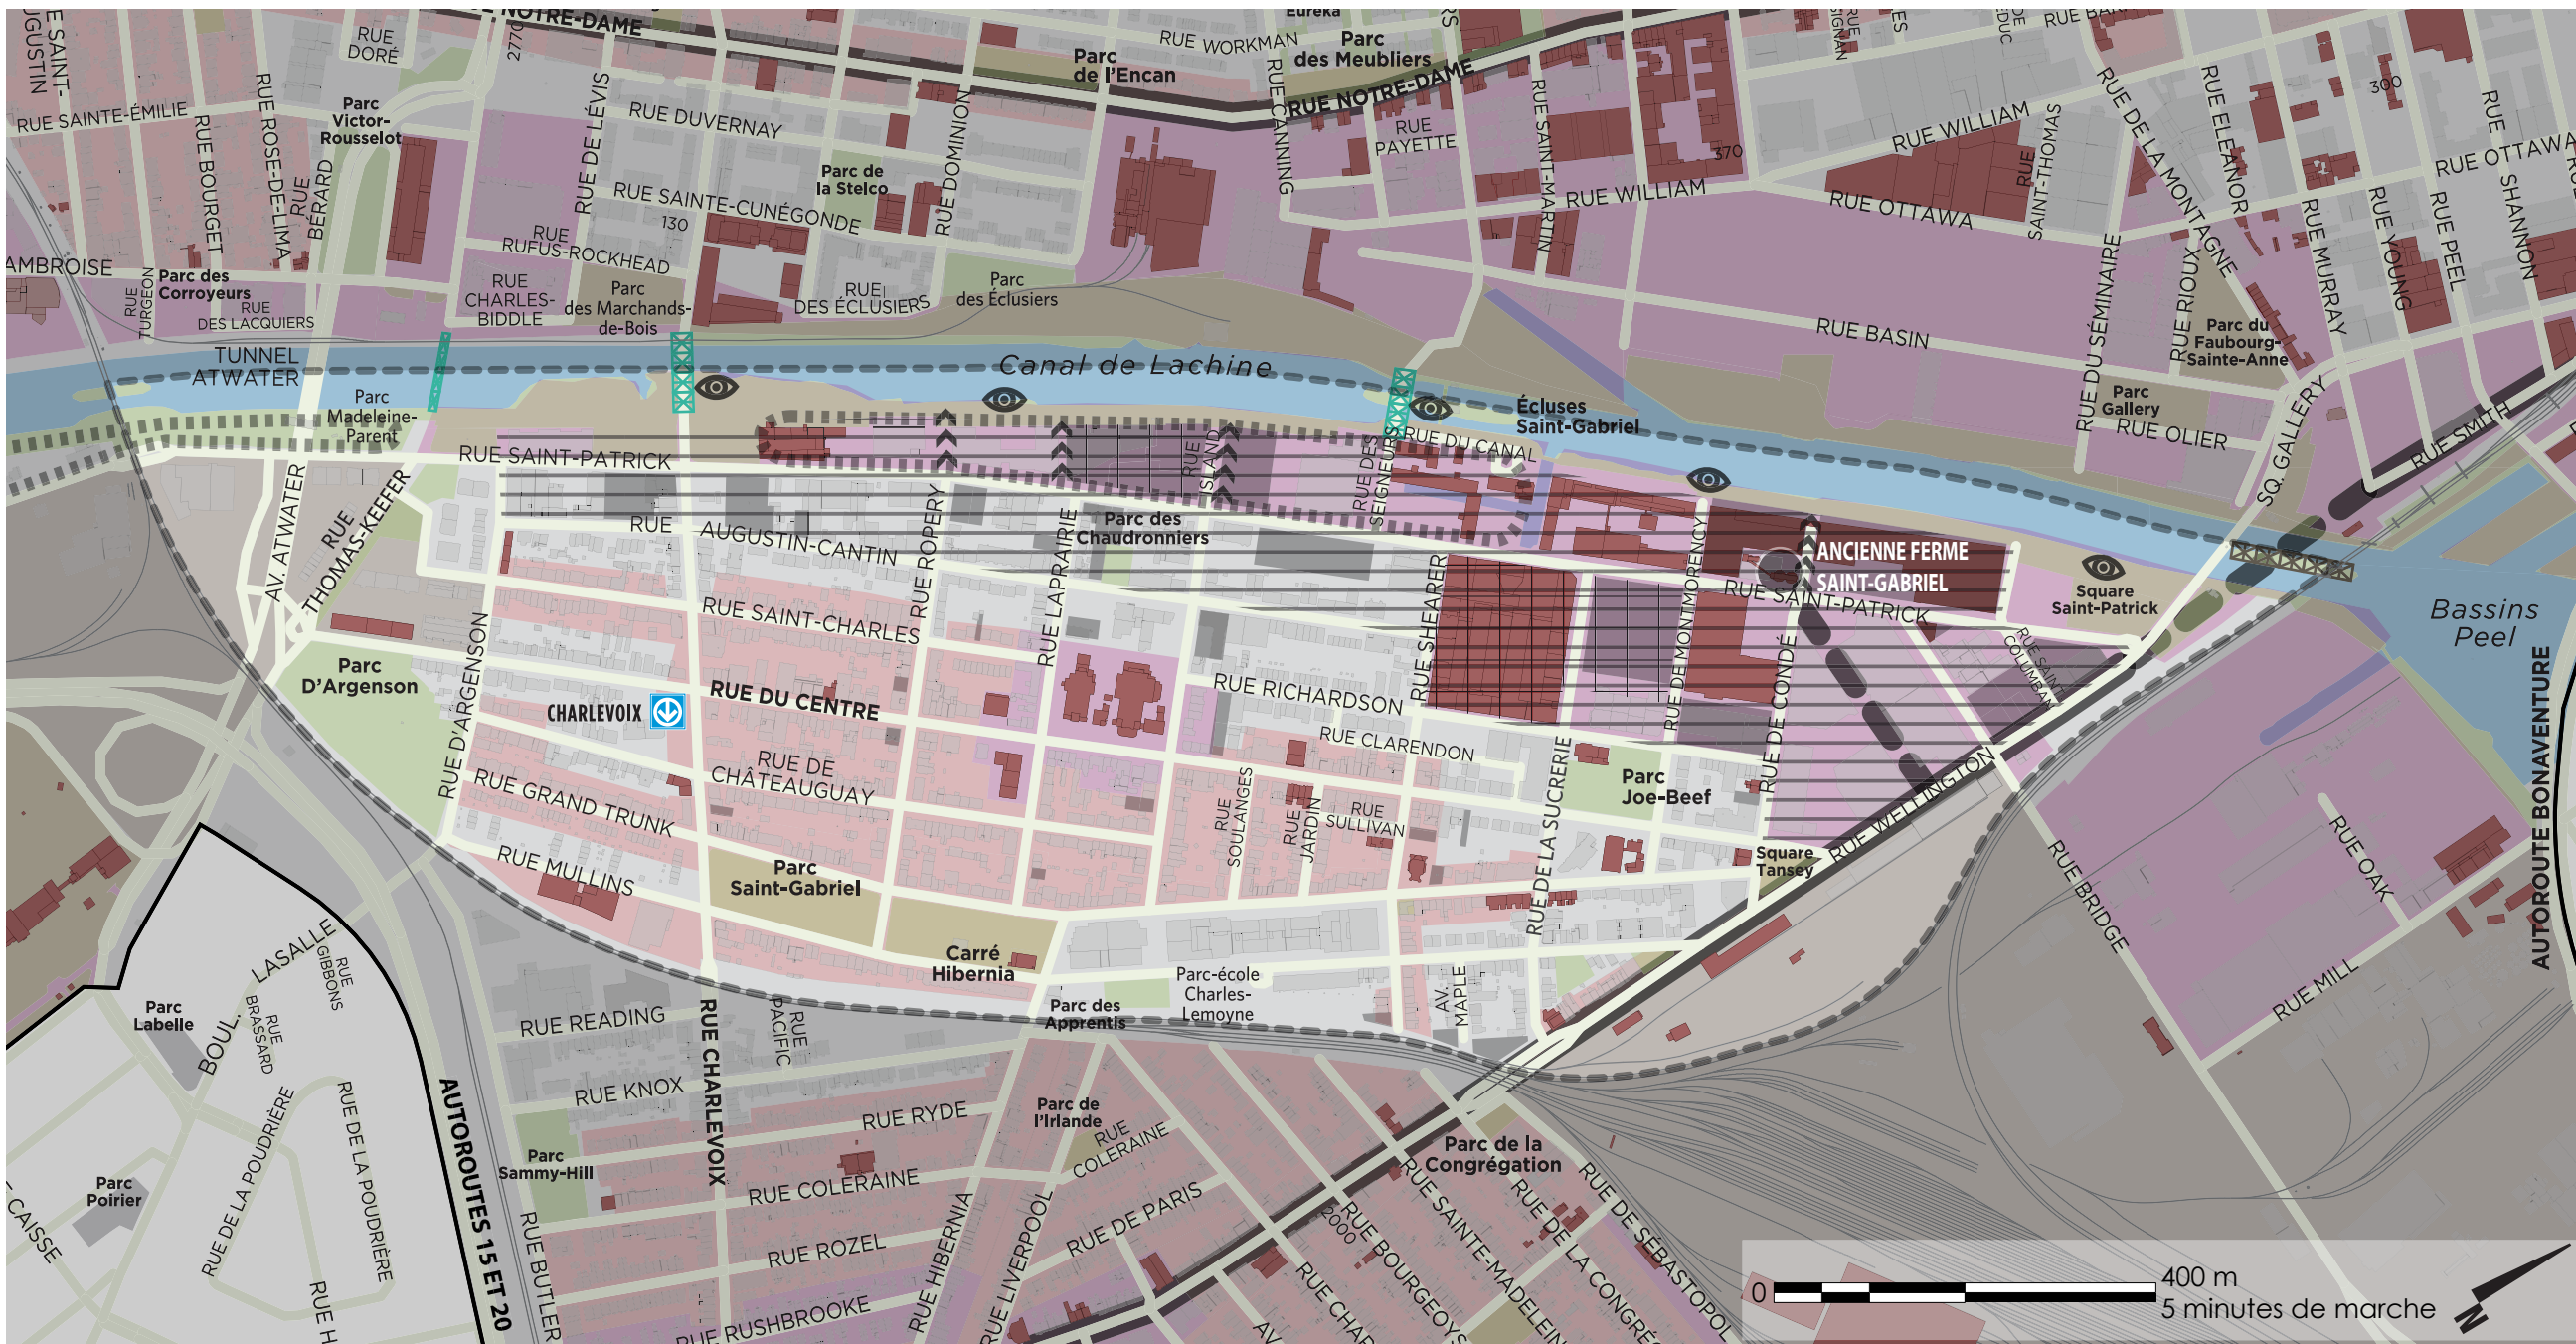 RUE NOTRE-DAME
Eureka
RUE WORKMAN
Parc
des Meubliers
Parc
de l'Encan
RUE
DORÉ
2770
RUE SAINTE-ÉMILIE
RUE BOURGET
RUE ROSE-DE-LIMA
RUE
BÉRARD
Parc
Victor-
Rousselot
RUE DE LÉVIS
RUE DUVERNAY
RUE SAINTE-CUNÉGONDE
130
Parc de
la Stelco
RUE DOMINION
RUE CANNING
RUE NOTRE-DAME
RUE
PAYETTE
RUE SAINT-MARTIN
RUE WILLIAM
370
RUE WILLIAM
RUE OTTAWA
RUE
SAINT-THOMAS
RUE DE LA MONTAGNE
RUE ELEANOR
300
RUE OTTAWA
RUE MURRAY
RUE YOUNG
RUE PEEL
RUE
SHANNON
AMBROISE
RUE
TURGEON
Parc des
Corroyeurs
RUE
DES LACQUIERS
RUE
RUFUS-ROCKHEAD
RUE
CHARLES-
BIDDLE
Parc
des Marchands-
de-Bois
RUE
DES ÉCLUSIERS
Parc
des Éclusiers
RUE BASIN
RUE DU SÉMINAIRE
RUE RIOUX
Parc du
Faubourg-
Sainte-Anne
Parc
Gallery
RUE OLIER
SQ. GALLERY
RUE SMITH
TUNNEL
ATWATER
Canal de Lachine
Parc
Madeleine-
Parent
Écluses
Saint-Gabriel
RUE DU CANAL
RUE SAINT-PATRICK
RUE
ISLAND
RUE DES
SEIGNEURS
AV. ATWATER
RUE
THOMAS-KEEFER
RUE
AUGUSTIN-CANTIN
RUE ROPERY
RUE LAPRAIRIE
Parc des
Chaudronniers
RUE SHEARER
RUE DE MONTMORENCY
ANCIENNE FERME
SAINT-GABRIEL
RUE SAINT-PATRICK
Square
Saint-Patrick
Bassins
Peel
RUE SAINT-CHARLES
RUE D'ARGENSON
Parc
D'Argenson
CHARLEVOIX
RUE DU CENTRE
RUE RICHARDSON
RUE CLARENDON
RUE DE CONDÉ
RUE SAINT-
COLUMBAN
RUE DE LA SUCRERIE
Parc
Joe-Beef
RUE DE
CHÂTEAUGUAY
RUE GRAND TRUNK
RUE
SOULANGES
RUE
JARDIN
RUE
SULLIVAN
RUE WELLINGTON
Square
Tansey
RUE MULLINS
Parc
Saint-Gabriel
Carré
Hibernia
RUE BRIDGE
RUE OAK
AUTOROUTE BONAVENTURE
RUE MILL
BOUL.
LASALLE
RUE
GIBBONS
RUE
BRASSARD
Parc
Labelle
Parc
Poirier
RUE DE LA POUDRIÈRE
RUE DE LA POUDRIÈRE
CAISSE
AUTOROUTES 15 ET 20
RUE READING
RUE
PACIFIC
RUE CHARLEVOIX
Parc des
Apprentis
Parc-école
Charles-
Lemoyne
AV.
MAPLE
RUE KNOX
RUE RYDE
Parc de
l'Irlande
RUE
COLERAINE
Parc
Sammy-Hill
RUE COLERAINE
RUE BUTLER
RUE ROZEL
RUE HIBERNIA
RUE LIVERPOOL
RUE DE PARIS
RUE RUSHBROOKE
Parc de la
Congrégation
2000
RUE BOURGEOYS
RUE SAINTE-MADELEIN
RUE DE LA CONGRÉG
RUE DE SÉBASTOPOL
RUE CHAR
AV.
RUE H
0
400 m
5 minutes de marche
N